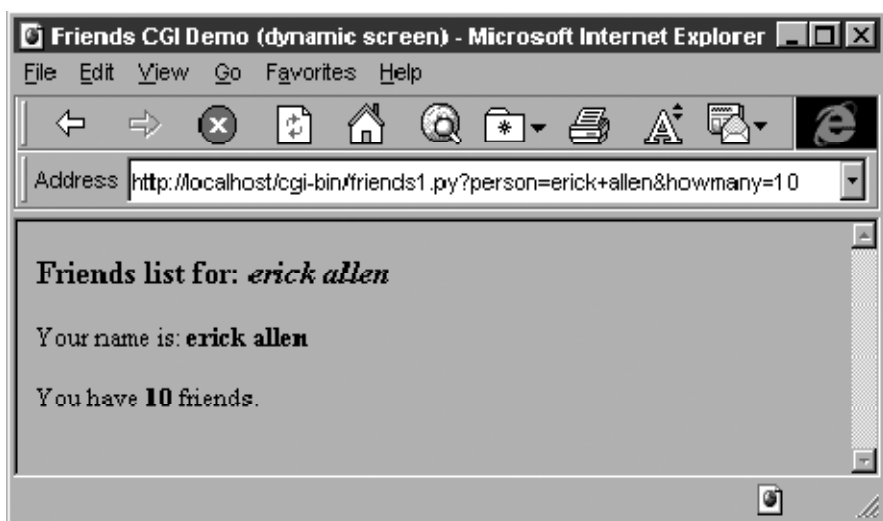 Friends CGI Demo (dynamic screen) - Microsoft Internet Explorer
File Edit View Go Favorites Help
Address http://localhost/cgi-bin/friends1.py?person=erick+allen&howmany=10
Friends list for: erick allen
Your name is: erick allen
You have 10 friends.